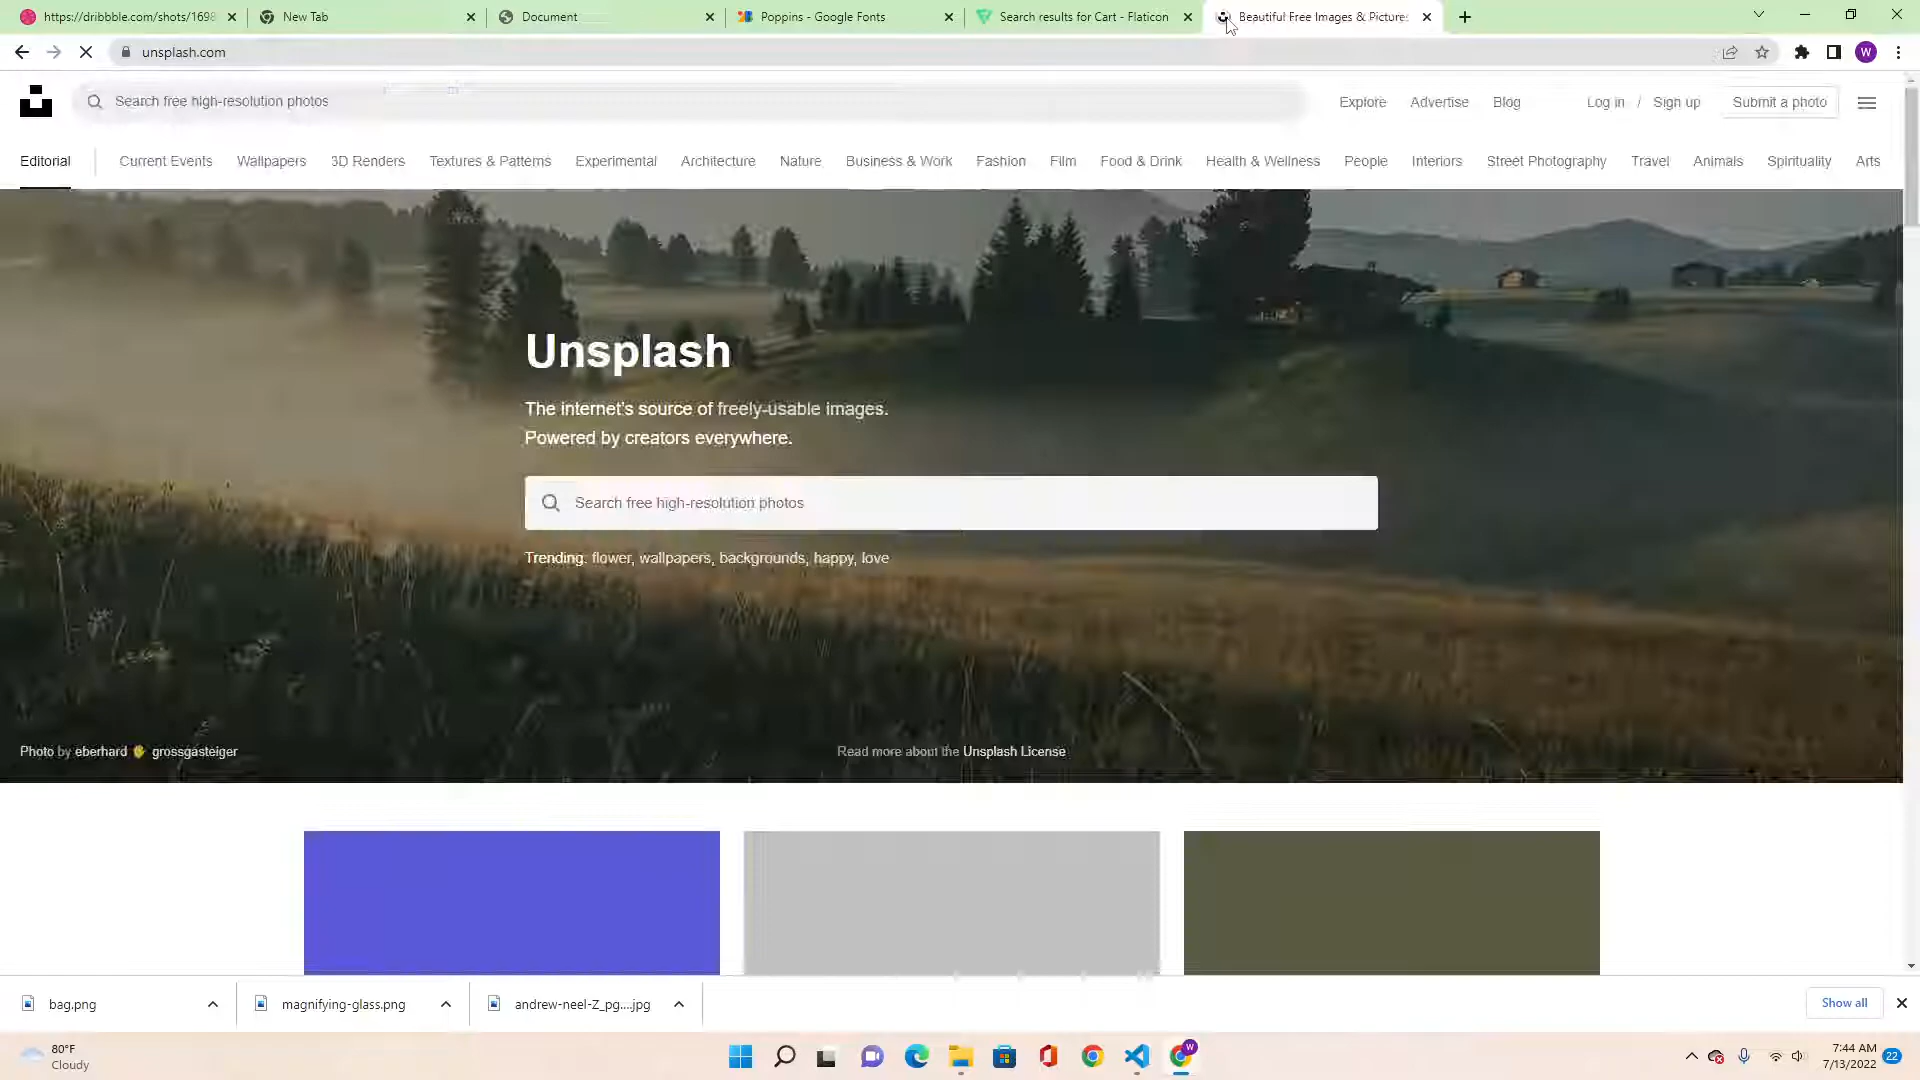 https://dribbble.com/shots/1698
New Tab
Document
Poppins - Google Fonts
Search results for Cart - Flaticon
Beautiful Free Images & Pictures
unsplash.com
W
Search free high-resolution photos
Explore
Advertise
Blog
Log in / Sign up
Submit a photo
Editorial
Current Events
Wallpapers
3D Renders
Textures & Patterns
Experimental
Architecture
Nature
Business & Work
Fashion
Film
Food & Drink
Health & Wellness
People
Interiors
Street Photography
Travel
Animals
Spirituality
Arts
Unsplash
The internet's source of freely-usable images.
Powered by creators everywhere.
Search free high-resolution photos
Trending: flower, wallpapers, backgrounds, happy, love
Photo by eberhard 🖐 grossgasteiger
Read more about the Unsplash License
bag.png
magnifying-glass.png
andrew-neel-Z_pg....jpg
Show all
80°F
Cloudy
W
7:44 AM
7/13/2022
22